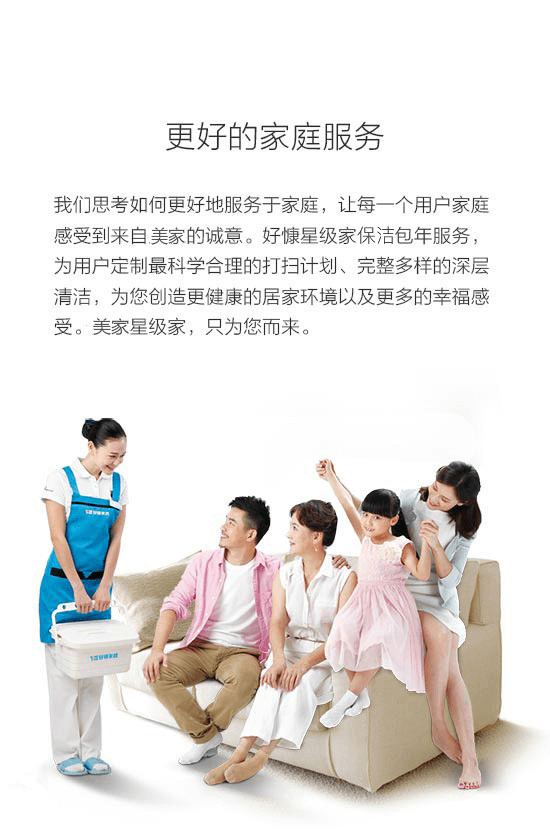 更好的家庭服务
我们思考如何更好地服务于家庭，让每一个用户家庭
感受到来自美家的诚意。好慷星级家保洁包年服务，
为用户定制最科学合理的打扫计划、完整多样的深层
清洁，为您创造更健康的居家环境以及更多的幸福感
受。美家星级家，只为您而来。